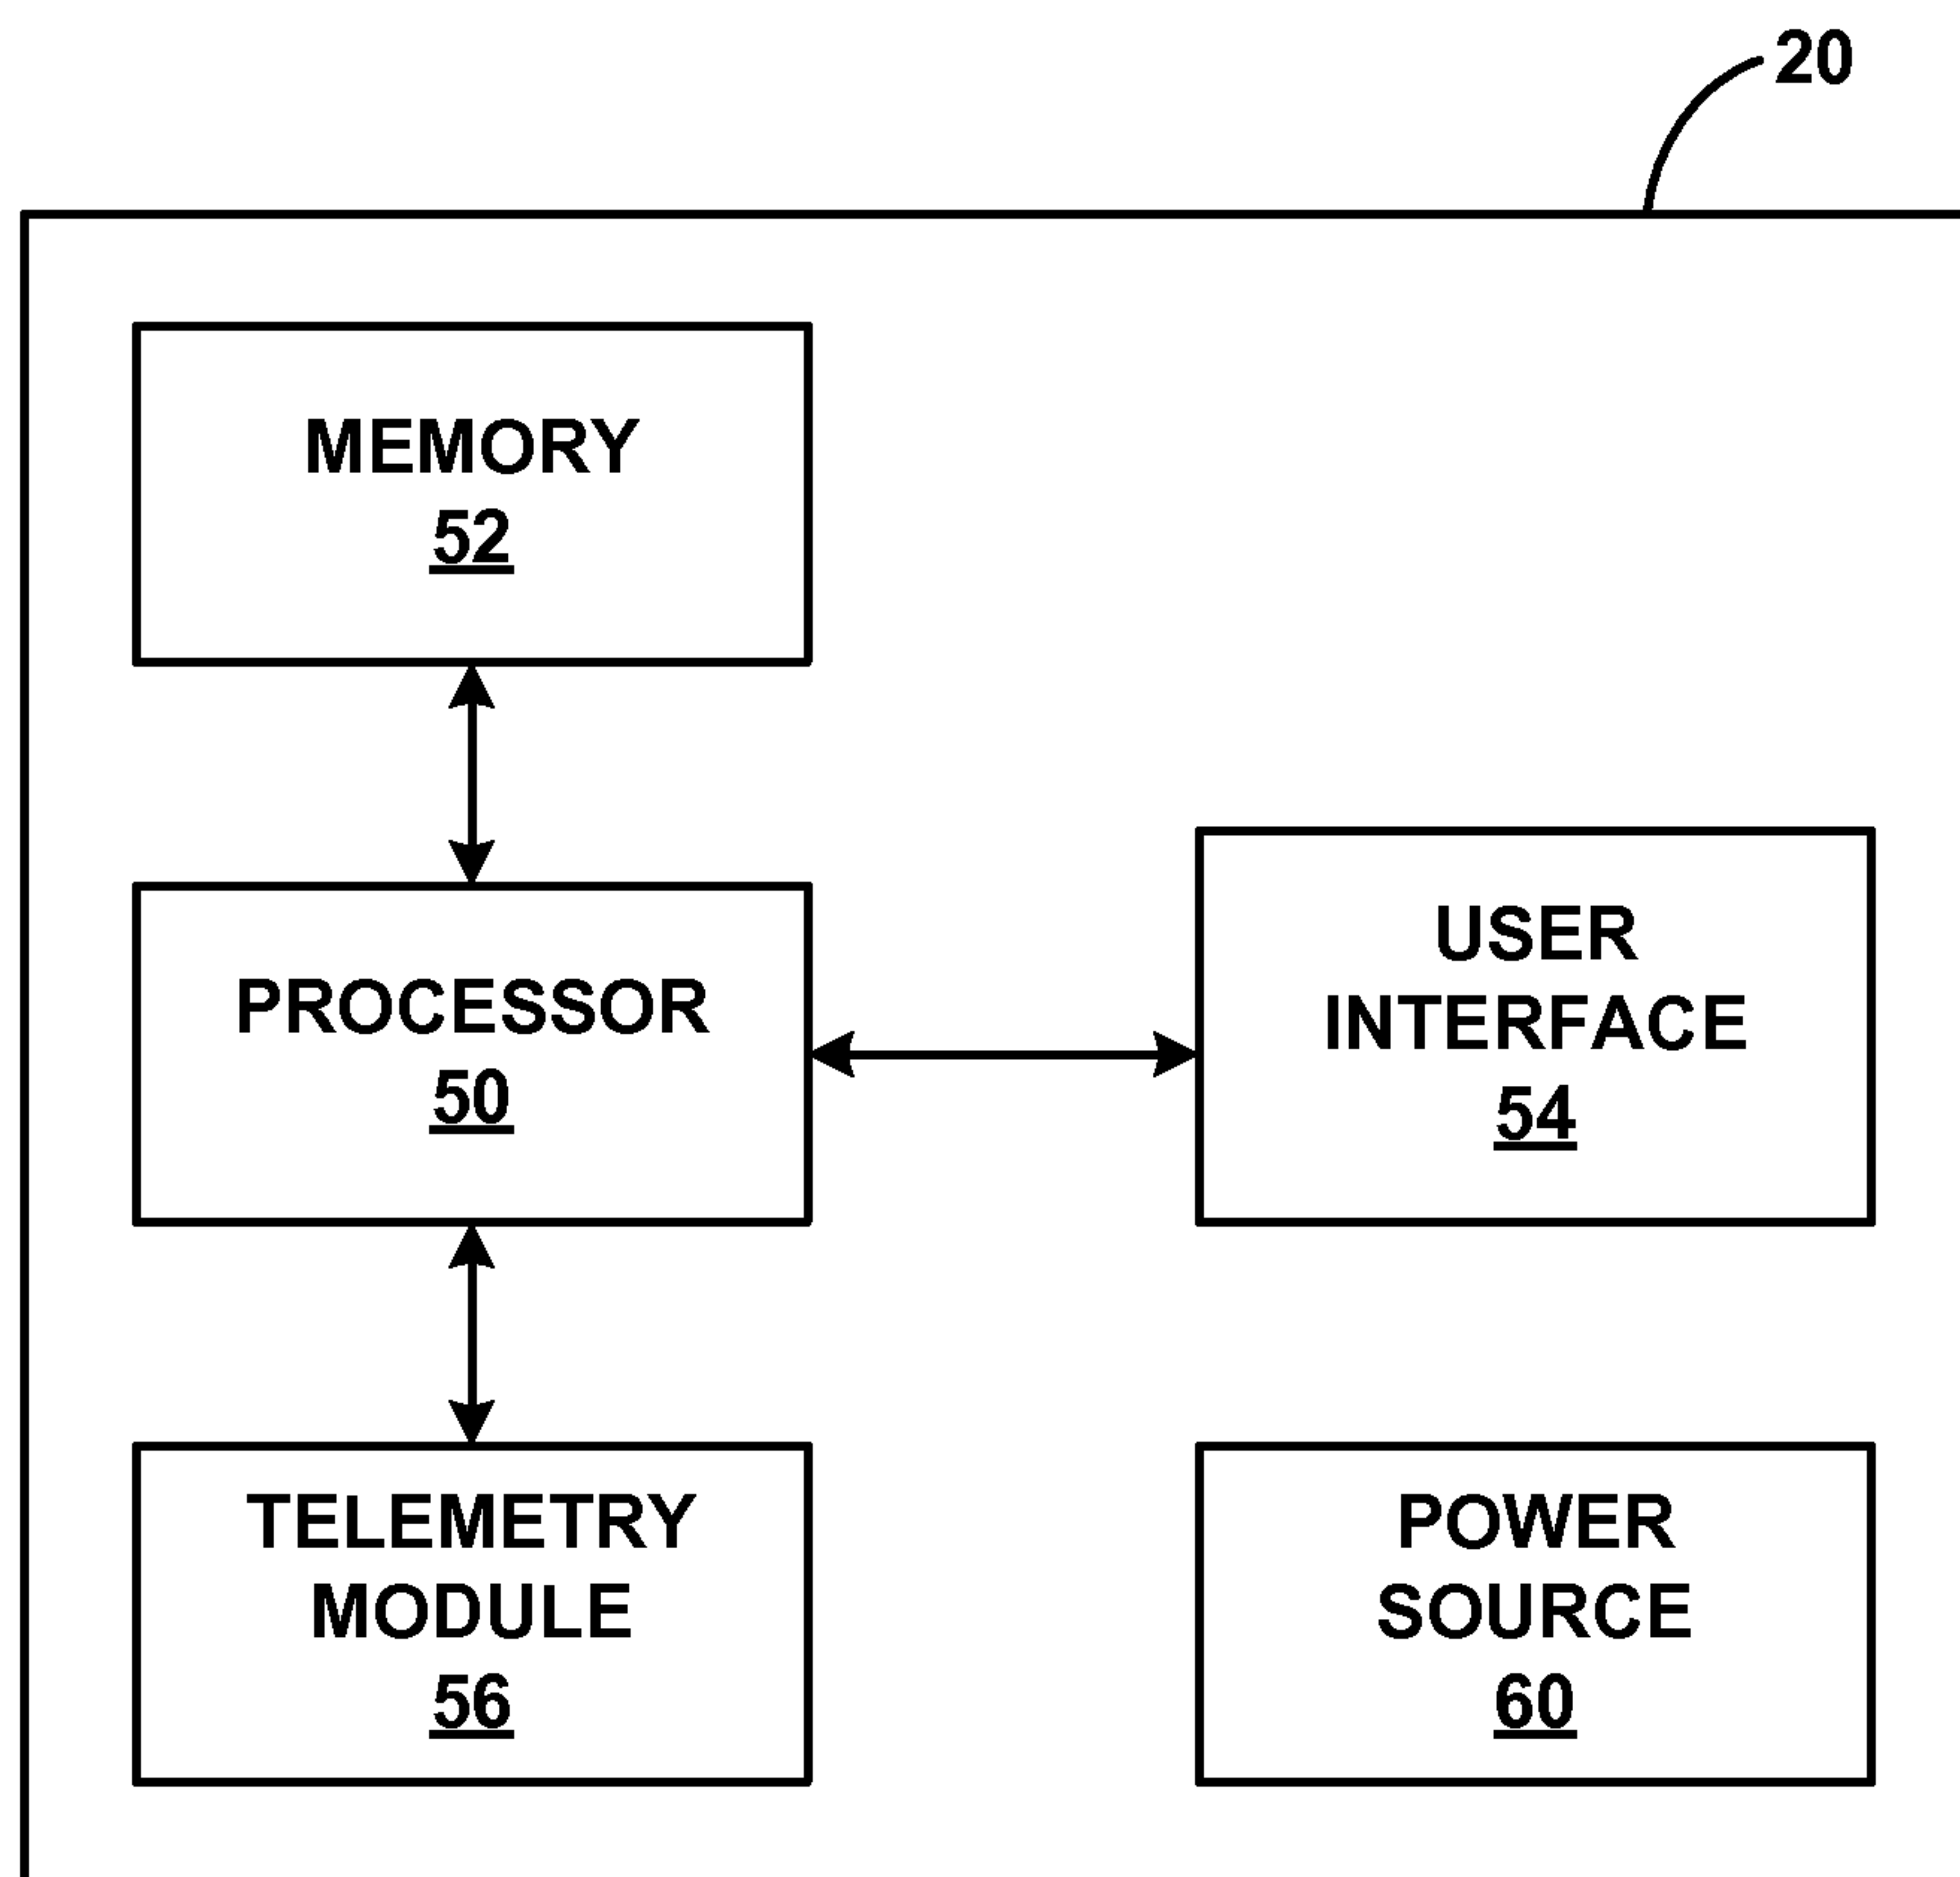 20
MEMORY
52
PROCESSOR
50
USER
INTERFACE
54
TELEMETRY
MODULE
56
POWER
SOURCE
60